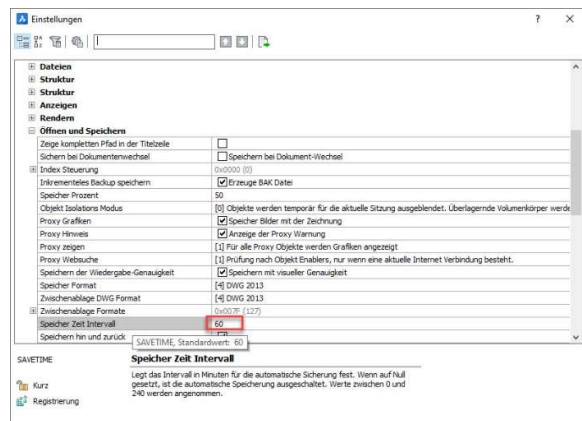 Einstellungen
Dateien
Struktur
Struktur
Anzeigen
Rendern
Öffnen und Speichern
Zeige kompletten Pfad in der Titelzeile
Sichern bei Dokumentenwechsel Speichern bei Dokument-Wechsel
Index Steuerung 0x0000 (0)
Inkrementeles Backup speichern Erzeuge BAK Datei
Speicher Prozent 50
Objekt Isolations Modus [0] Objekte werden temporär für die aktuelle Sitzung ausgeblendet. Überlagernde Volumenkörper werde
Proxy Grafiken Speicher Bilder mit der Zeichnung
Proxy Hinweis Anzeige der Proxy Warnung
Proxy zeigen [1] Für alle Proxy Objekte werden Grafiken angezeigt
Proxy Websuche [1] Prüfung nach Objekt Enablers, nur wenn eine aktuelle Internet Verbindung besteht.
Speichern der Wiedergabe-Genauigkeit Speichern mit visueller Genauigkeit
Speicher Format [4] DWG 2013
Zwischenablage DWG Format [4] DWG 2013
Zwischenablage Formate 0x007F (127)
Speicher Zeit Intervall 60
Speichern hin und zurück
SAVETIME, Standardwert: 60
SAVETIME
Speicher Zeit Intervall
Legt das Intervall in Minuten für die automatische Sicherung fest. Wenn auf Null
gesetzt, ist die automatische Speicherung ausgeschaltet. Werte zwischen 0 und
240 werden angenommen.
Kurz
Registrierung